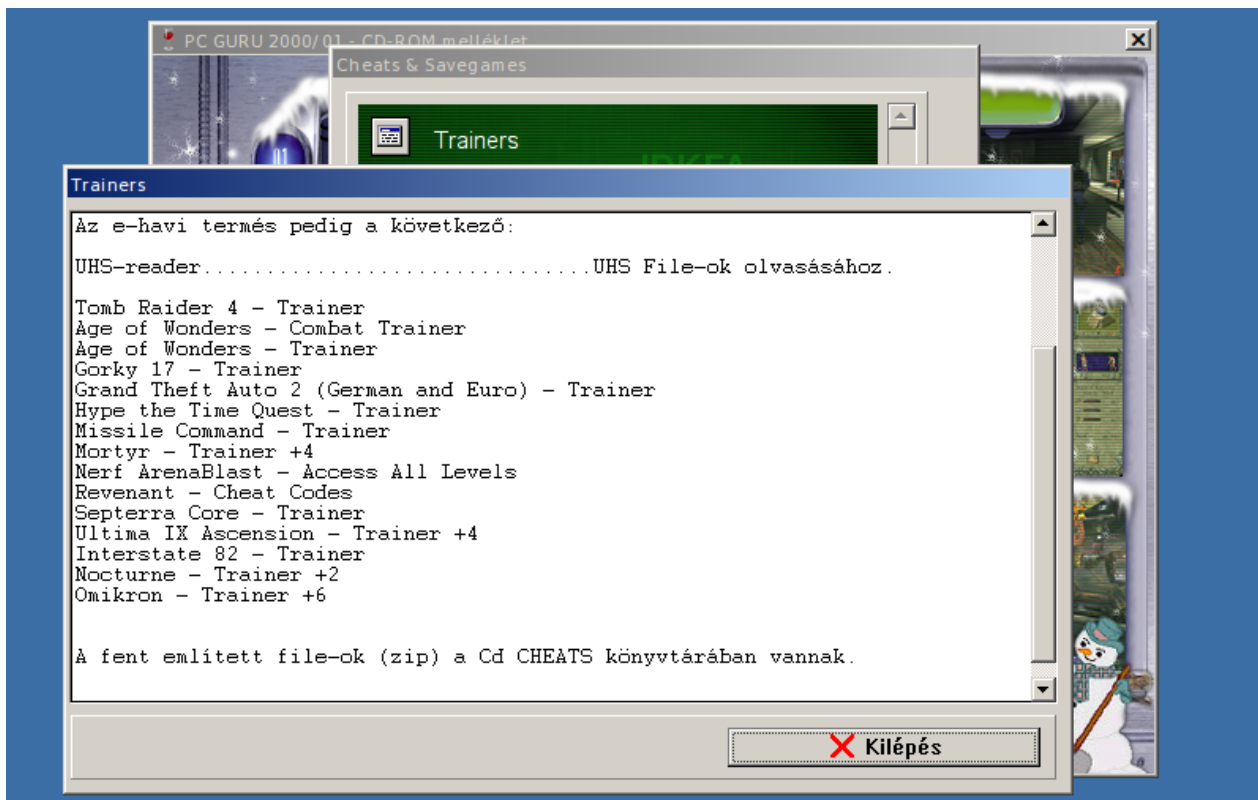 PC GURU 2000/01 - CD-ROM melléklet
Cheats & Savegames
01
Trainers
IDKFA
Trainers
Az e-havi termés pedig a következő:
UHS-reader...............................UHS File-ok olvasásához.
Tomb Raider 4 - Trainer
Age of Wonders - Combat Trainer
Age of Wonders - Trainer
Gorky 17 - Trainer
Grand Theft Auto 2 (German and Euro) - Trainer
Hype the Time Quest - Trainer
Missile Command - Trainer
Mortyr - Trainer +4
Nerf ArenaBlast - Access All Levels
Revenant - Cheat Codes
Septerra Core - Trainer
Ultima IX Ascension - Trainer +4
Interstate 82 - Trainer
Nocturne - Trainer +2
Omikron - Trainer +6
A fent említett file-ok (zip) a Cd CHEATS könyvtárában vannak.
Kilépés